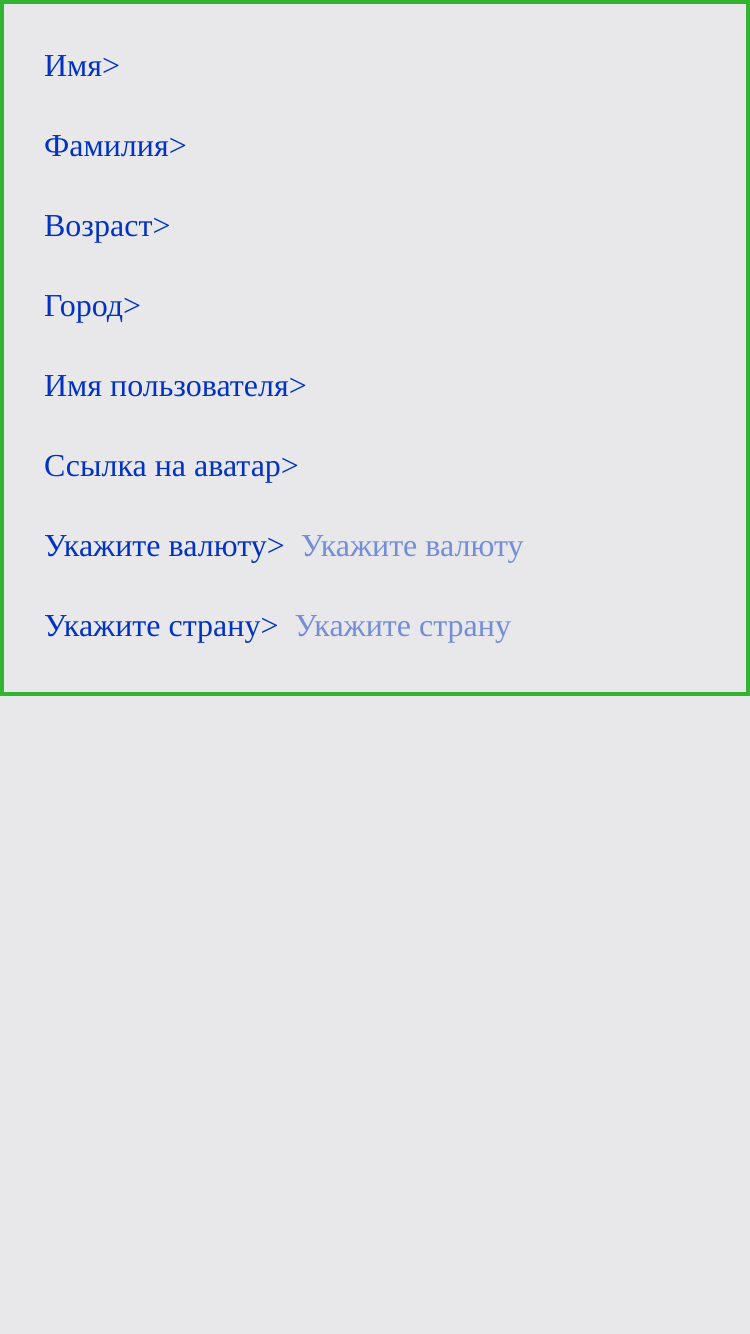 Имя>
Фамилия>
Возраст>
Город>
Имя пользователя>
Ссылка на аватар>
Укажите валюту> Укажите валюту
Укажите страну> Укажите страну